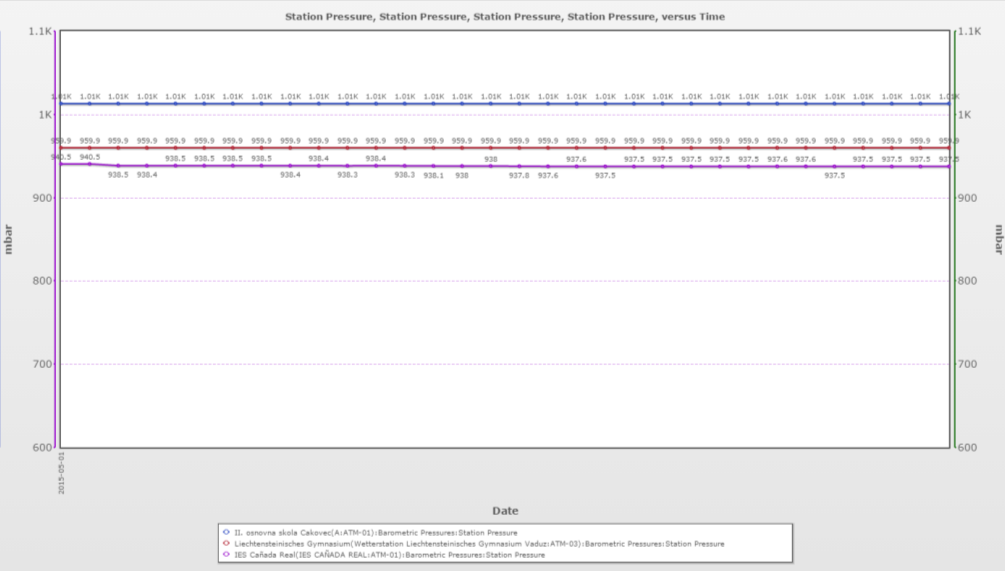 Station Pressure, Station Pressure, Station Pressure, Station Pressure, versus Time
1.1K 1.1K
1.01K 1.01K 1.01K 1.01K 1.01K 1.01K 1.01K 1.01K 1.01K 1.01K 1.01K 1.01K 1.01K 1.01K 1.01K 1.01K 1.01K 1.01K 1.01K 1.01K 1.01K 1.01K 1.01K 1.01K 1.01K 1.01K 1.01K 1.01K 1.01K 1.01K 1.01K 1.01K
1K 1K
959.9 959.9 959.9 959.9 959.9 959.9 959.9 959.9 959.9 959.9 959.9 959.9 959.9 959.9 959.9 959.9 959.9 959.9 959.9 959.9 959.9 959.9 959.9 959.9 959.9 959.9 959.9 959.9 959.9 959.9 959.9 959.9
940.5 940.5 938.5 938.5 938.5 938.5 938.4 938.4 938 937.6 937.5 937.5 937.5 937.5 937.5 937.6 937.6 937.5 937.5 937.5 937.5
938.5 938.4 938.4 938.3 938.3 938.1 938 937.8 937.6 937.5 937.5
900 900
mbar mbar
800 800
700 700
600 600
2015-05-01
Date
II. osnovna skola Cakovec(A:ATM-01):Barometric Pressures:Station Pressure
Liechtensteinisches Gymnasium(Wetterstation Liechtensteinisches Gymnasium Vaduz:ATM-03):Barometric Pressures:Station Pressure
IES Cañada Real(IES CAÑADA REAL:ATM-01):Barometric Pressures:Station Pressure